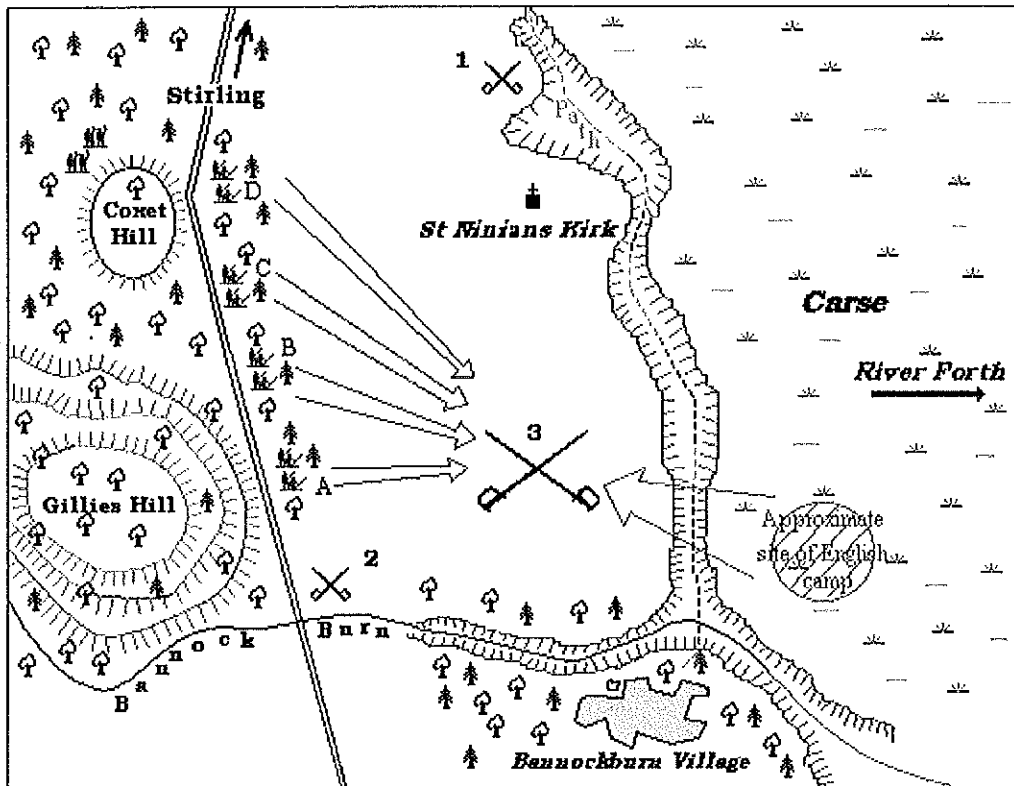 1
Stirling
Path
D
Coxet
Hill
St Ninians Kirk
C
Carse
B
River Forth
3
A
Gillies Hill
Approximate
site of English
camp
2
Bannock Burn
Bannockburn Village